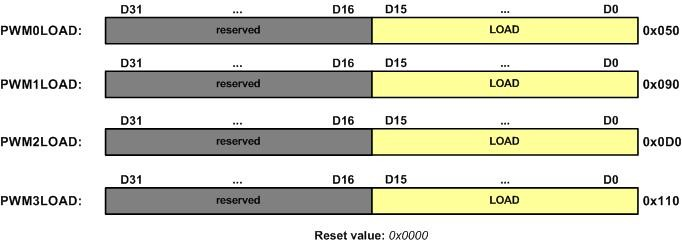 D31 ... D16 D15 ... D0
PWM0LOAD: reserved LOAD 0x050
D31 ... D16 D15 ... D0
PWM1LOAD: reserved LOAD 0x090
D31 ... D16 D15 ... D0
PWM2LOAD: reserved LOAD 0x0D0
D31 ... D16 D15 ... D0
PWM3LOAD: reserved LOAD 0x110
Reset value: 0x0000